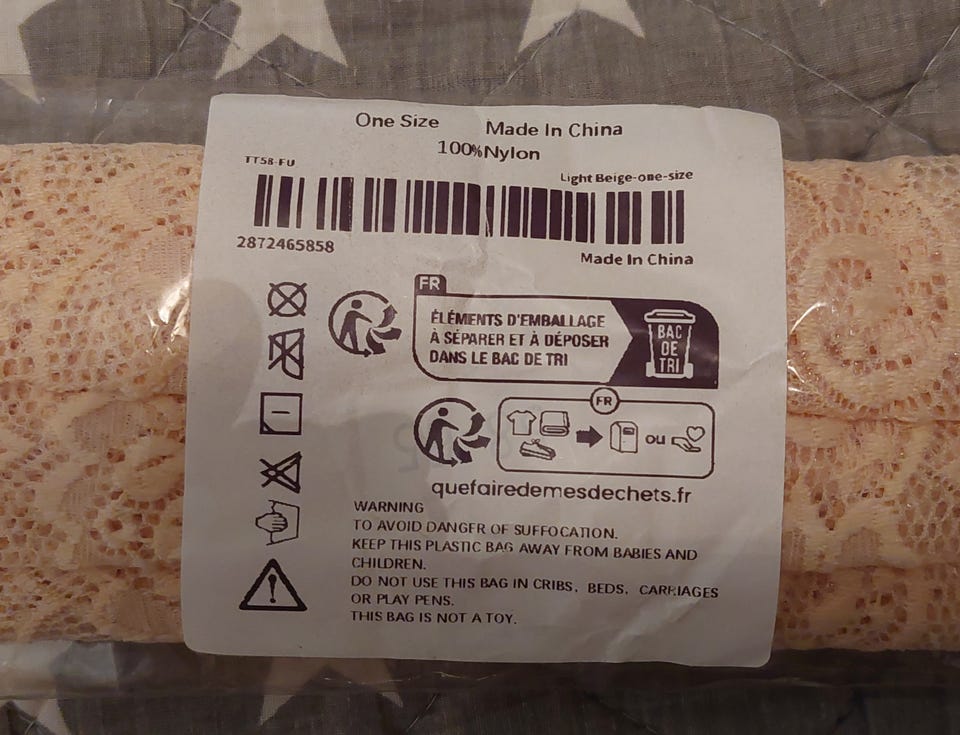 One Size Made In China
100%Nylon
TT58-FU
Light Beige-one-size
2872465858
Made In China
FR
ÉLÉMENTS D'EMBALLAGE
À SÉPARER ET À DÉPOSER
DANS LE BAC DE TRI
BAC
DE
TRI
FR
ou
quefairedemesdechets.fr
WARNING
TO AVOID DANGER OF SUFFOCATION.
KEEP THIS PLASTIC BAG AWAY FROM BABIES AND
CHILDREN.
DO NOT USE THIS BAG IN CRIBS, BEDS, CARRIAGES
OR PLAY PENS.
THIS BAG IS NOT A TOY.